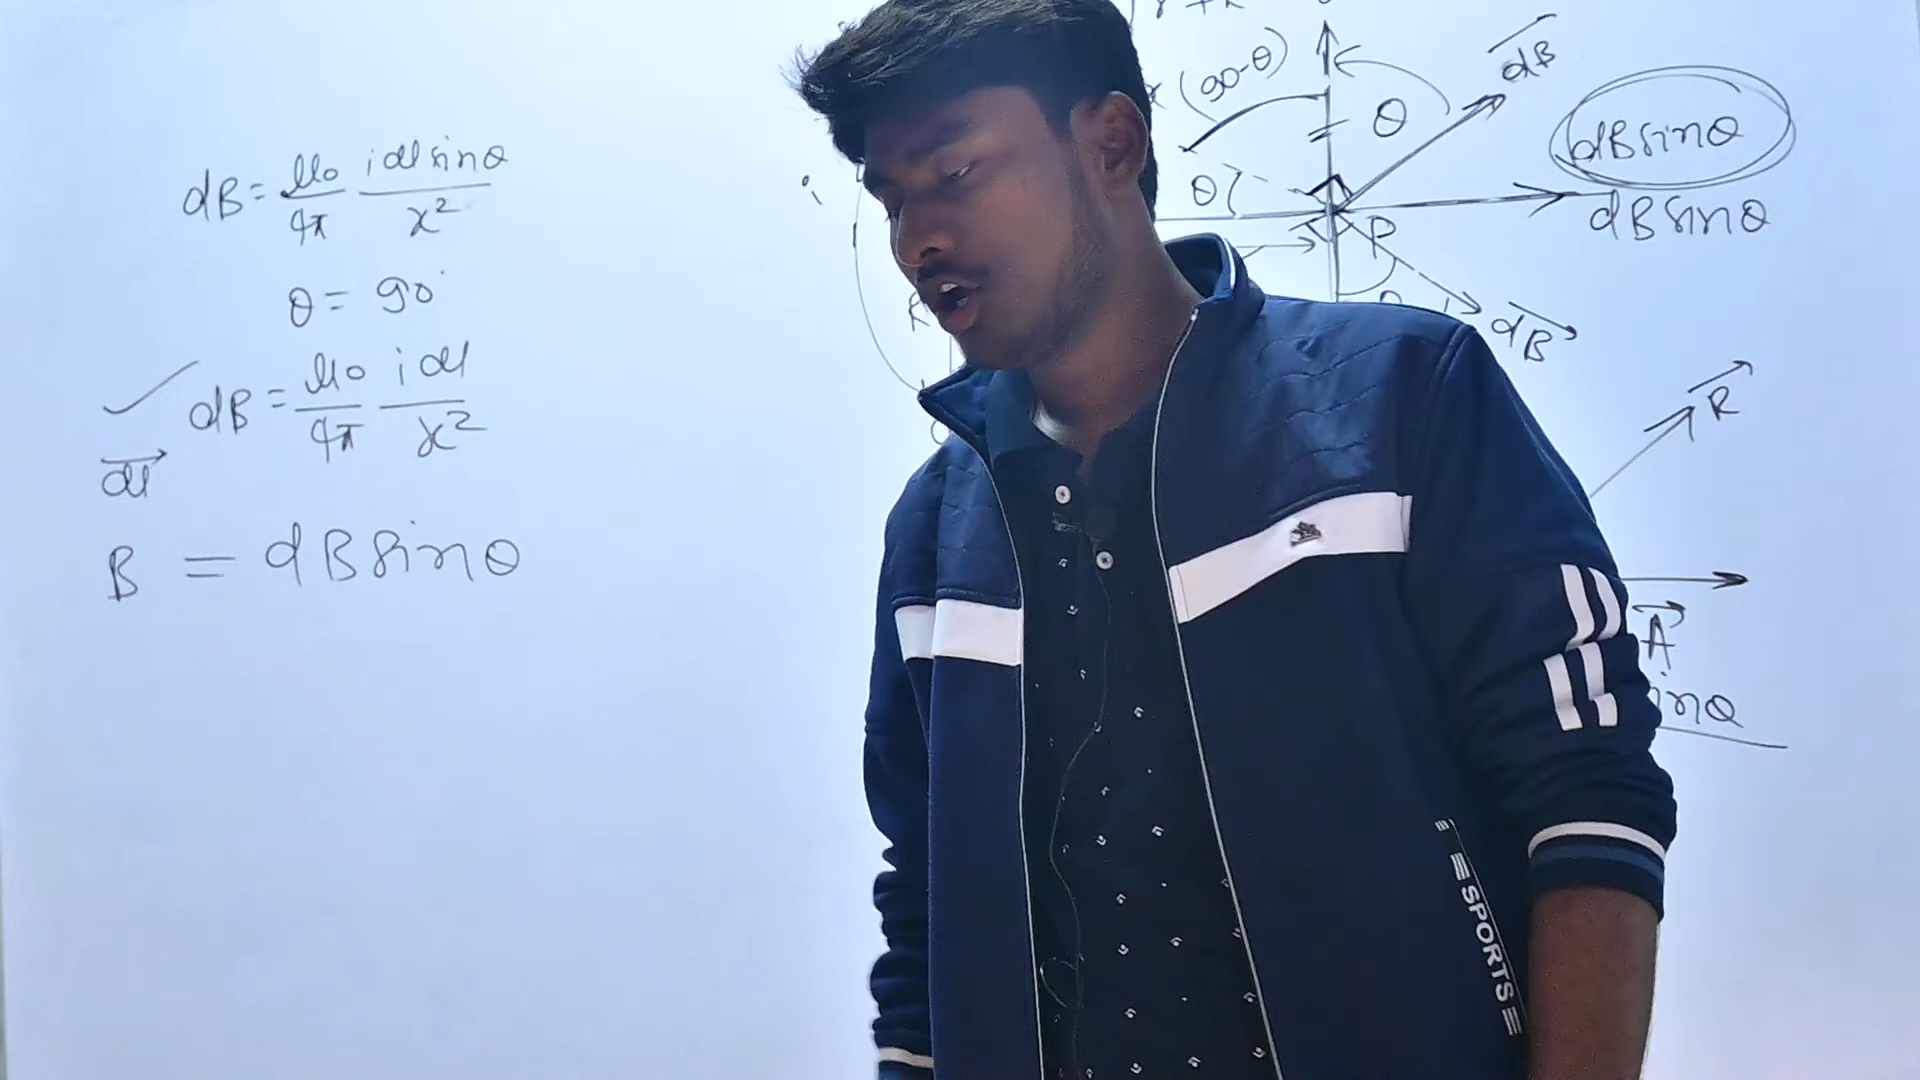 dB = μ₀/4π idl sinθ/x²
θ = 90°
dB = μ₀/4π idl/x²
dl
B = dB sinθ
i
(90-θ)
θ
dB
dB sinθ
θ
P
dB sinθ
dB
R
A
inθ
SPORTS